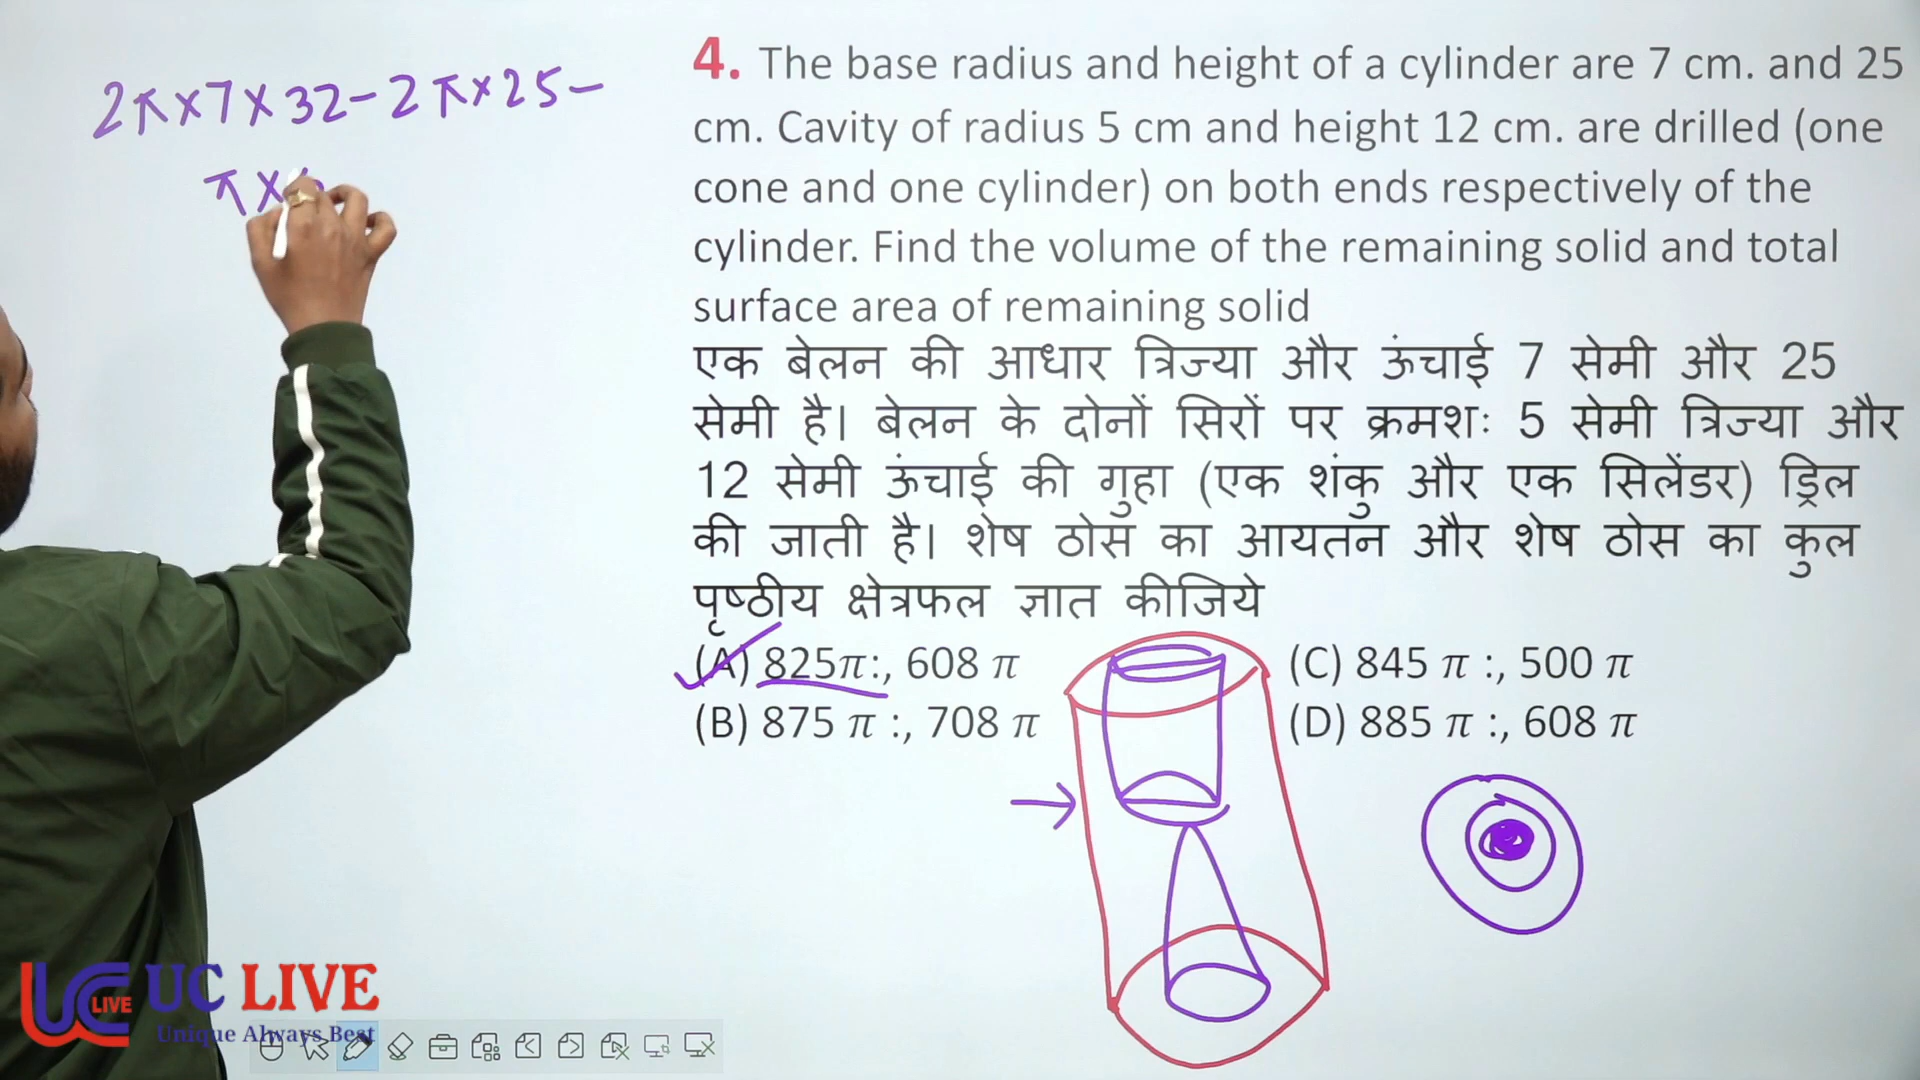 2π×7×32-2π×25-
π×
4. The base radius and height of a cylinder are 7 cm. and 25
cm. Cavity of radius 5 cm and height 12 cm. are drilled (one
cone and one cylinder) on both ends respectively of the
cylinder. Find the volume of the remaining solid and total
surface area of remaining solid
एक बेलन की आधार त्रिज्या और ऊंचाई 7 सेमी और 25
सेमी है। बेलन के दोनों सिरों पर क्रमशः 5 सेमी त्रिज्या और
12 सेमी ऊंचाई की गुहा (एक शंकु और एक सिलेंडर) ड्रिल
की जाती है। शेष ठोस का आयतन और शेष ठोस का कुल
पृष्ठीय क्षेत्रफल ज्ञात कीजिये
(A) 825π:, 608 π
(C) 845 π :, 500 π
(B) 875 π :, 708 π
(D) 885 π :, 608 π
UC LIVE UC LIVE
Unique Always Best